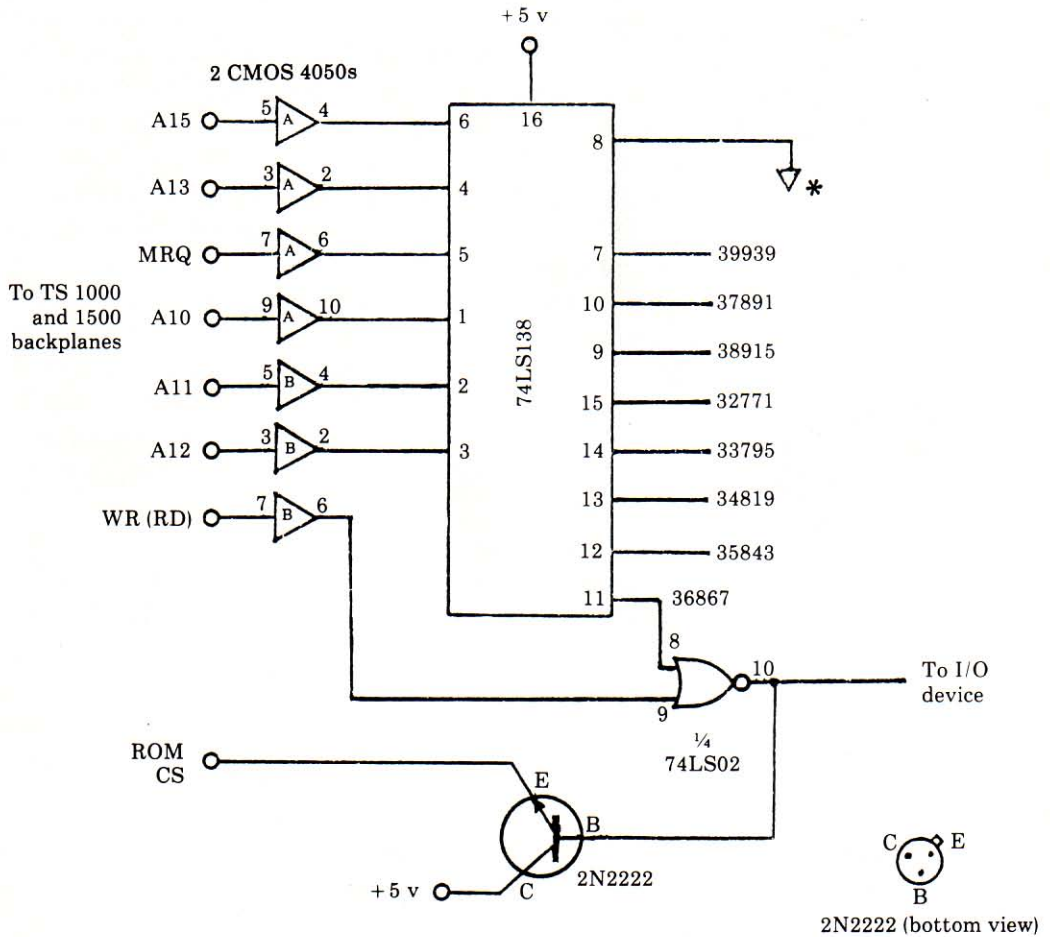 +5 v
2 CMOS 4050s
A15 5 A 4 6 16 8
*
A13 3 A 2 4
MRQ 7 A 6 5 7 39939
To TS 1000
and 1500
backplanes
A10 9 A 10 1 10 37891
74LS138
9 38915
A11 5 B 4 2 15 32771
A12 3 B 2 3 14 33795
WR (RD) 7 B 6 13 34819
12 35843
11 36867
8
10
9
To I/O
device
¼
74LS02
ROM
CS
E
B
C
+5 v
2N2222
C E
B
2N2222 (bottom view)